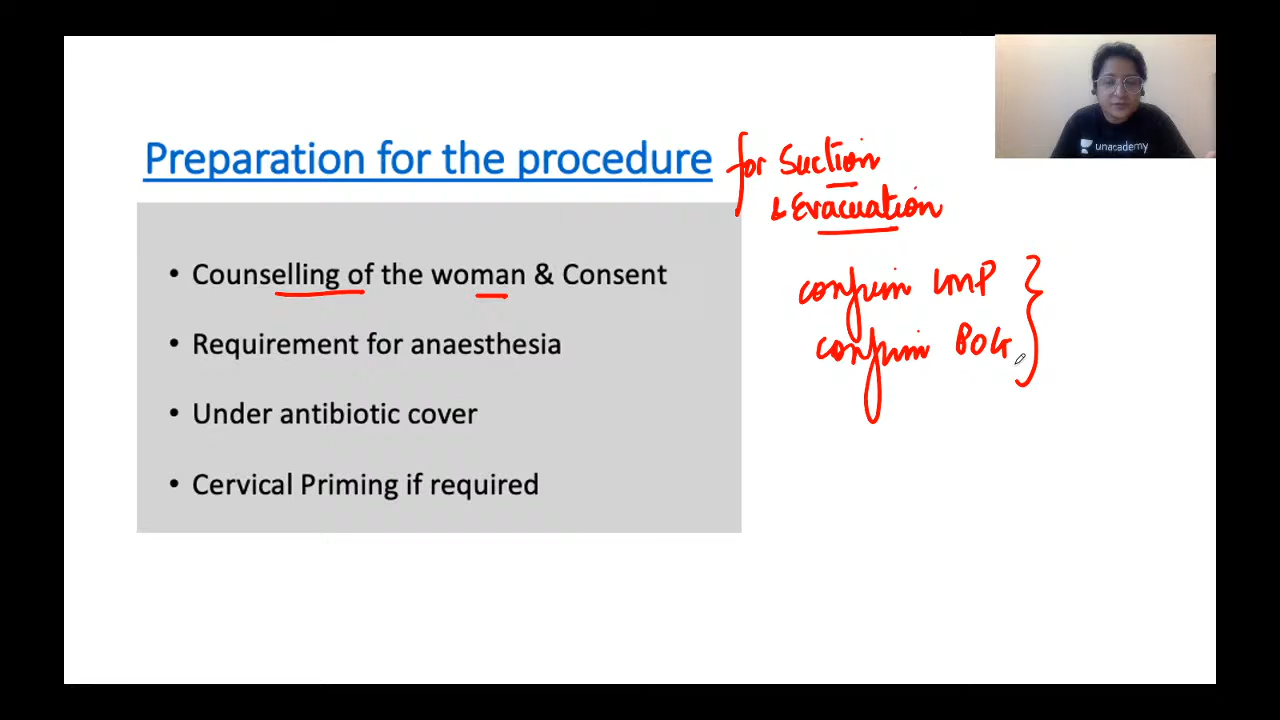 unacademy
Preparation for the procedure for Suction
& Evacuation
• Counselling of the woman & Consent
confirm LMP
• Requirement for anaesthesia
confirm POG
• Under antibiotic cover
• Cervical Priming if required